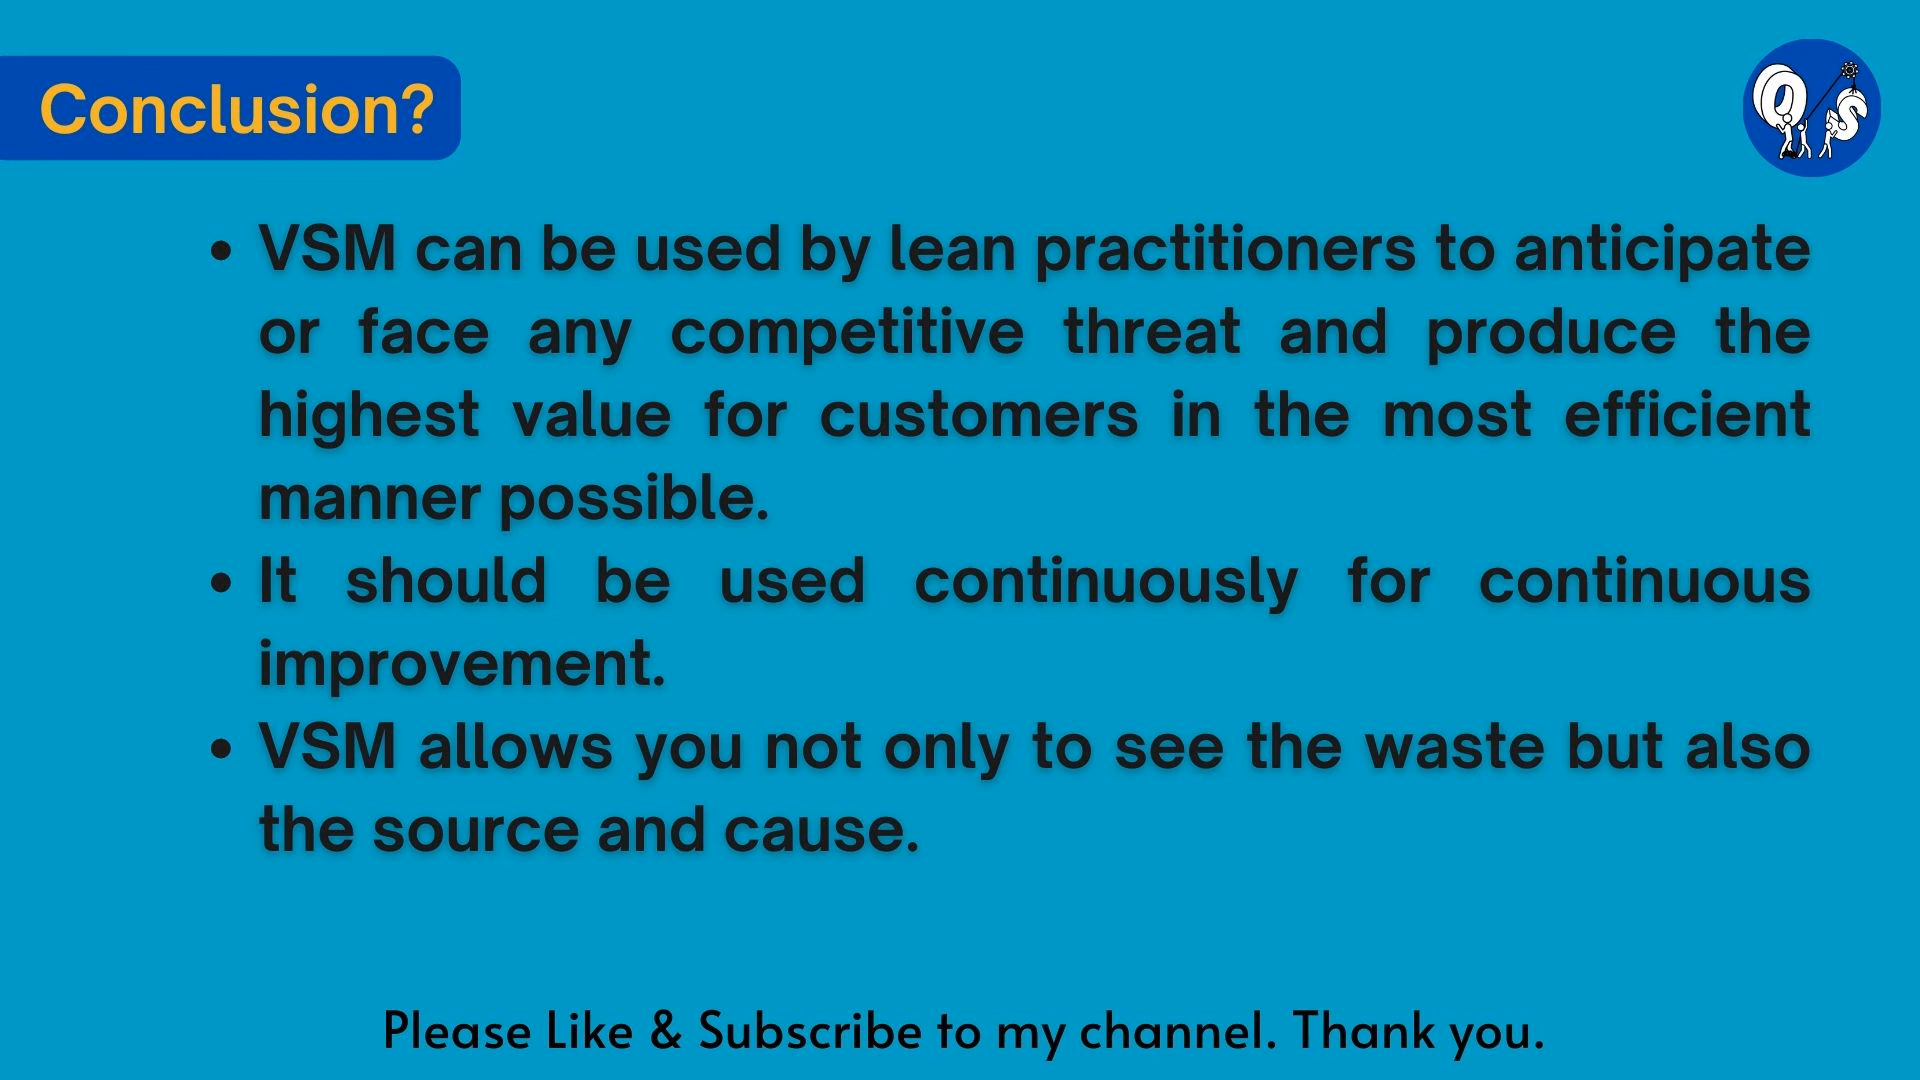 Conclusion?
QS
VSM can be used by lean practitioners to anticipate
or face any competitive threat and produce the
highest value for customers in the most efficient
manner possible.
It should be used continuously for continuous
improvement.
VSM allows you not only to see the waste but also
the source and cause.
Please Like & Subscribe to my channel. Thank you.